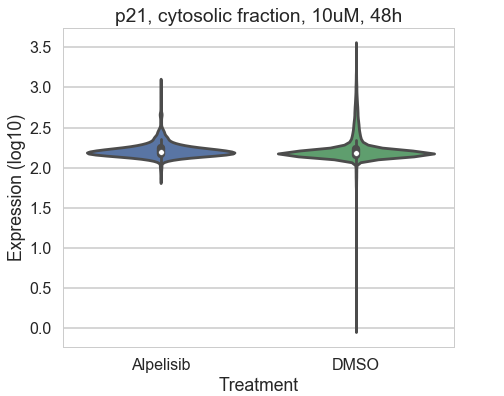 p21, cytosolic fraction, 10uM, 48h
Expression (log10)
3.5
3.0
2.5
2.0
1.5
1.0
0.5
0.0
Alpelisib
DMSO
Treatment